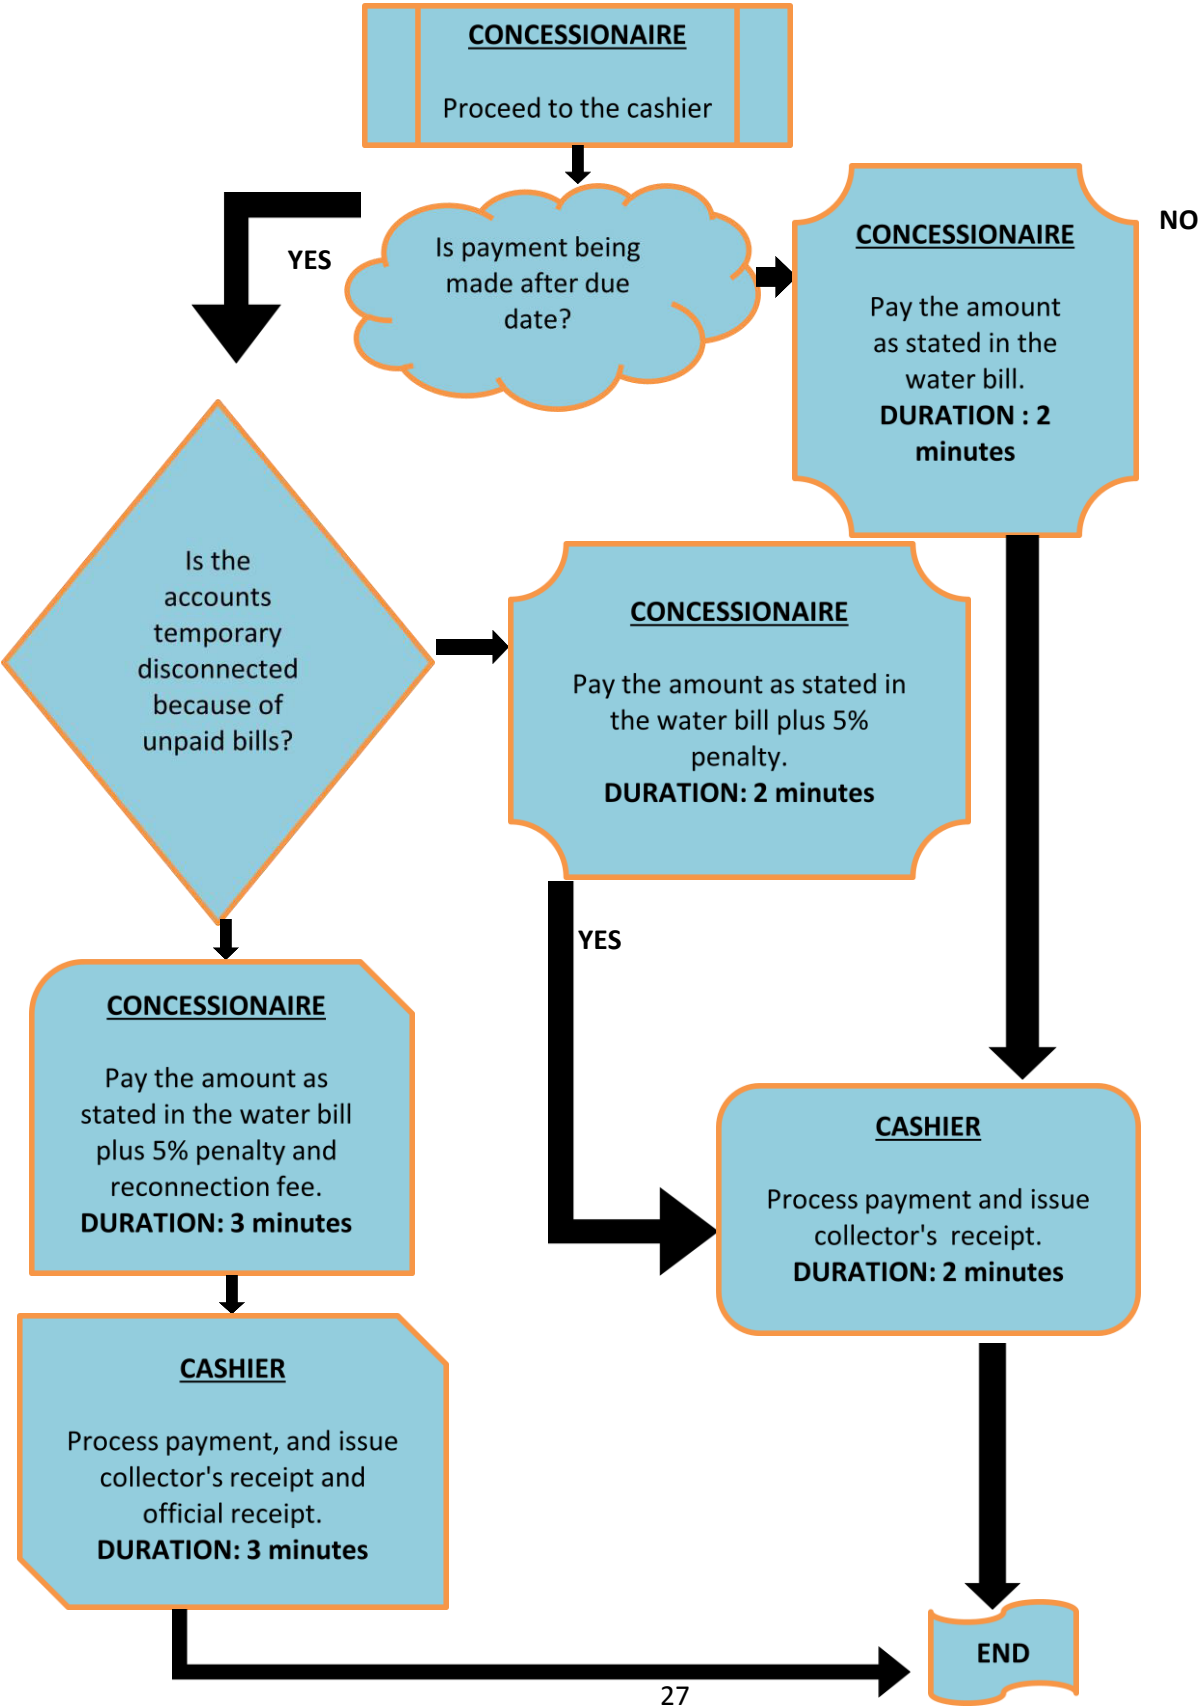 CONCESSIONAIRE
Proceed to the cashier
Is payment being
made after due
date?
YES
NO
CONCESSIONAIRE
Pay the amount
as stated in the
water bill.
DURATION : 2
minutes
Is the
accounts
temporary
disconnected
because of
unpaid bills?
CONCESSIONAIRE
Pay the amount as stated in
the water bill plus 5%
penalty.
DURATION: 2 minutes
YES
CONCESSIONAIRE
Pay the amount as
stated in the water bill
plus 5% penalty and
reconnection fee.
DURATION: 3 minutes
CASHIER
Process payment and issue
collector's  receipt.
DURATION: 2 minutes
CASHIER
Process payment, and issue
collector's receipt and
official receipt.
DURATION: 3 minutes
END
27